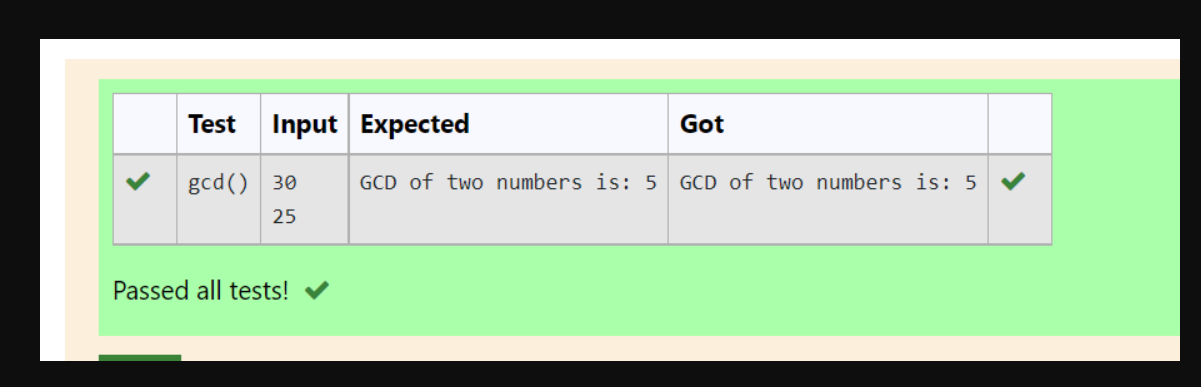 Test Input Expected Got
gcd() 30 GCD of two numbers is: 5 GCD of two numbers is: 5
25
Passed all tests!